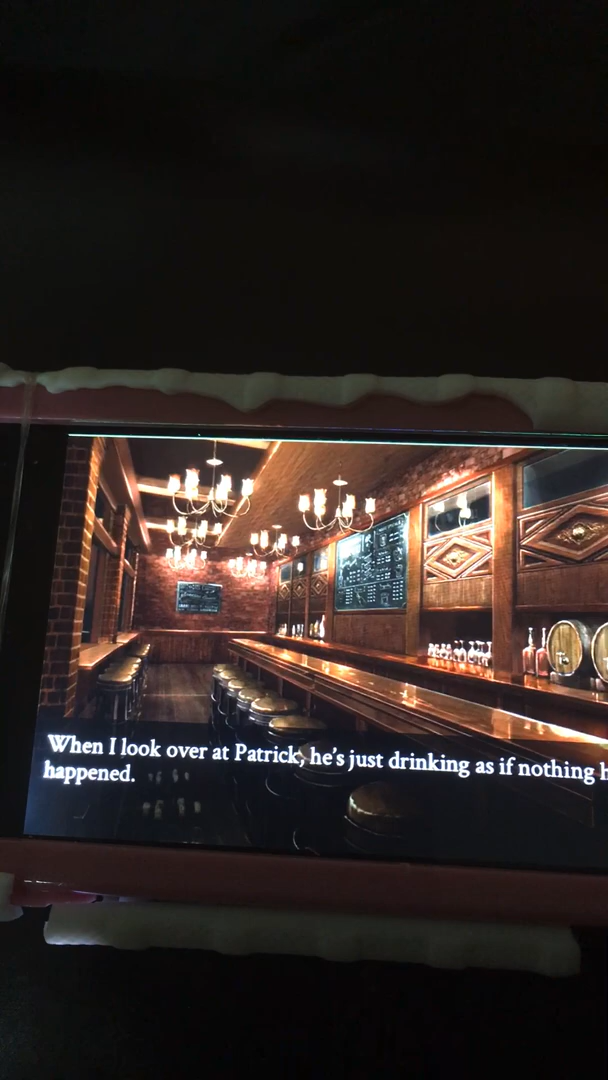 When I look over at Patrick, he's just drinking as if nothing
happened.